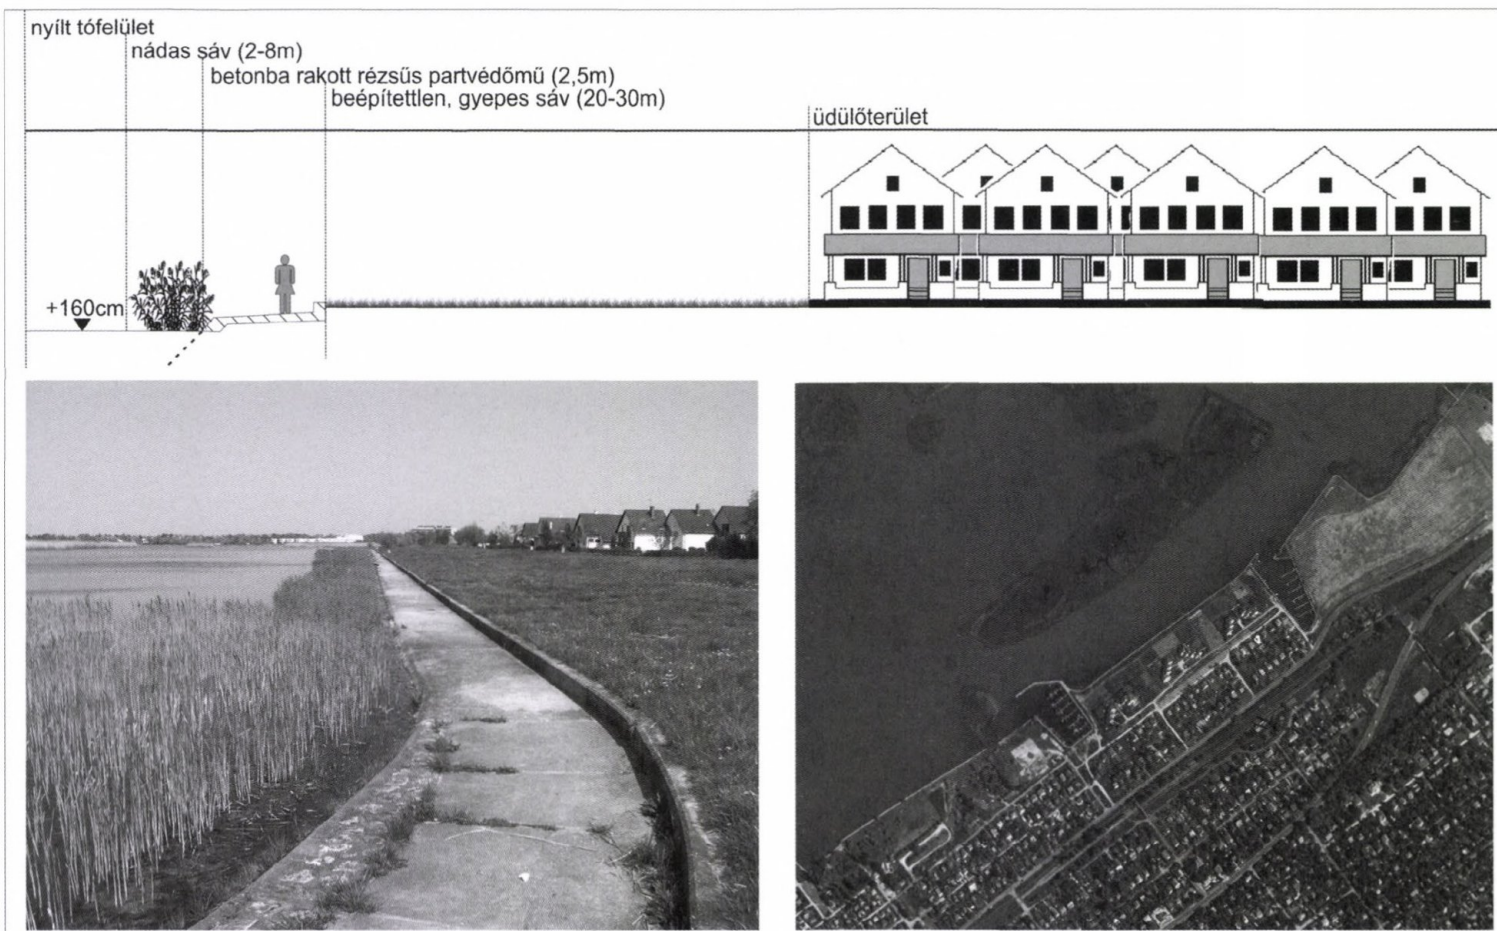 nyílt tófelület
nádas sáv (2-8m)
betonba rakott rézsűs partvédőmű (2,5m)
beépítettlen, gyepes sáv (20-30m)
üdülőterület
+160cm